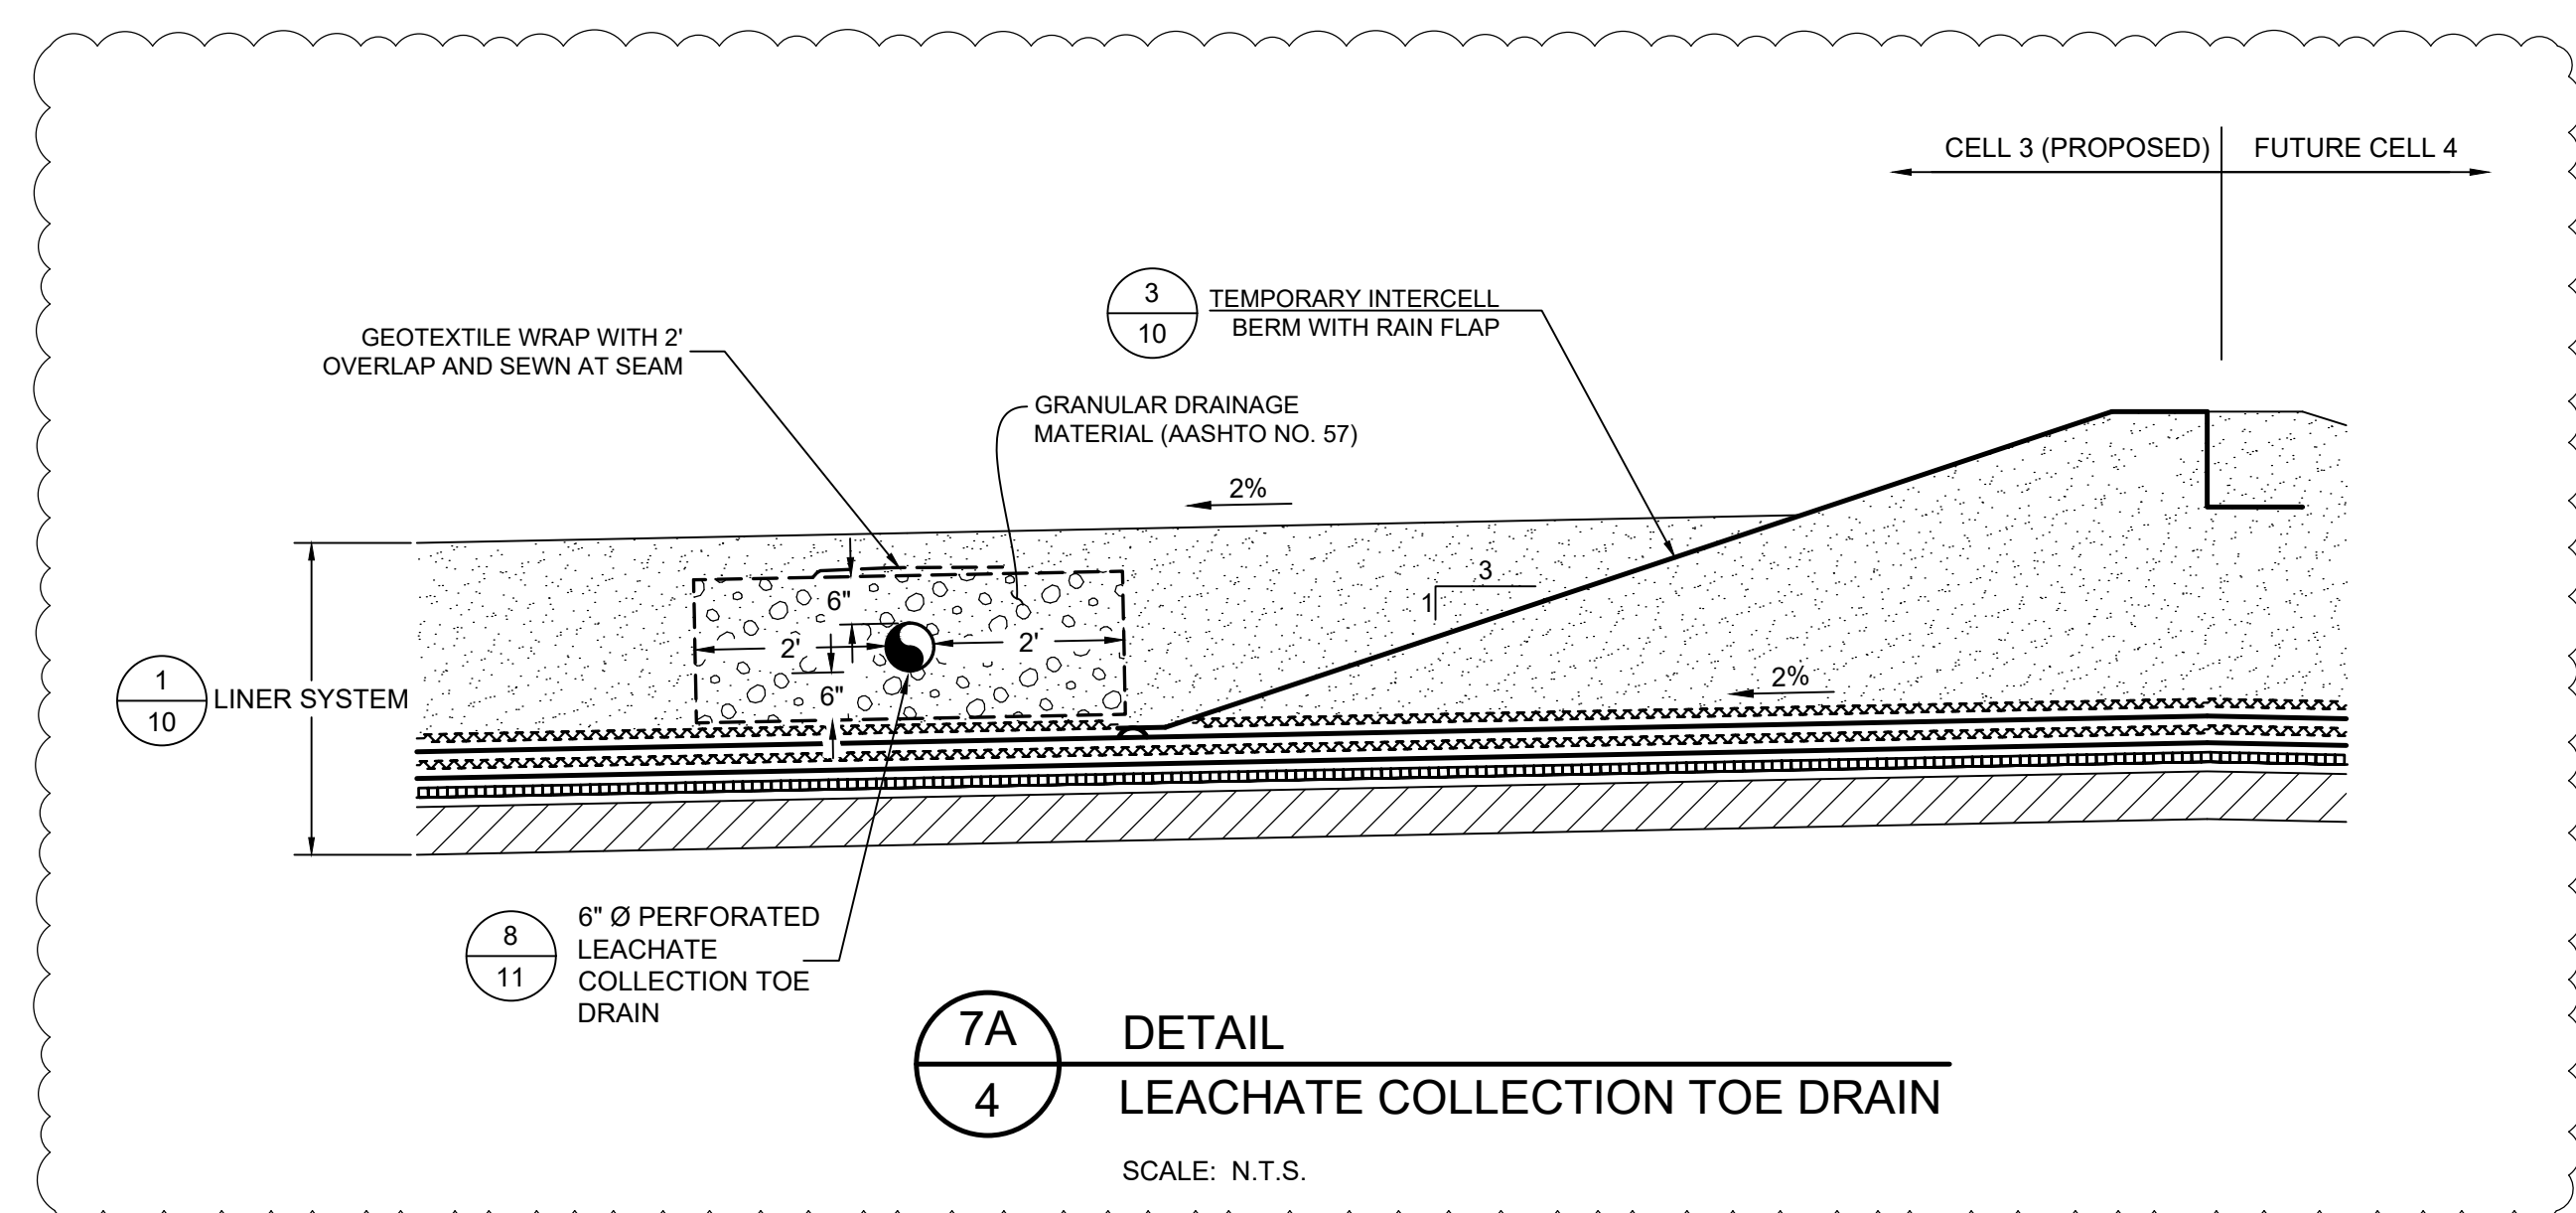 CELL 3 (PROPOSED)
FUTURE CELL 4
3
10
TEMPORARY INTERCELL
BERM WITH RAIN FLAP
GEOTEXTILE WRAP WITH 2'
OVERLAP AND SEWN AT SEAM
GRANULAR DRAINAGE
MATERIAL (AASHTO NO. 57)
2%
3
1
6"
2'
2'
6"
2%
1
10
LINER SYSTEM
8
11
6" Ø PERFORATED
LEACHATE
COLLECTION TOE
DRAIN
7A
4
DETAIL
LEACHATE COLLECTION TOE DRAIN
SCALE: N.T.S.